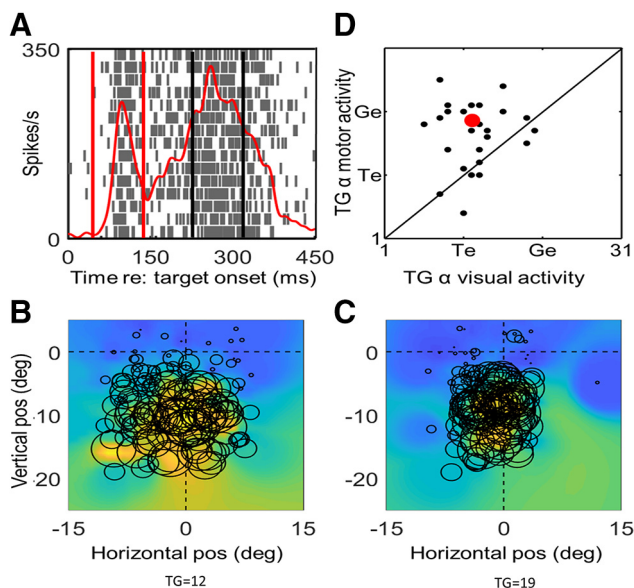 A
350
Spikes/s
0
0 150 300 450
Time re: target onset (ms)
D
31
TG α motor activity
Ge
Te
1
1 Te Ge 31
TG α visual activity
B
Vertical pos (deg)
0
-10
-20
-15 0 15
Horizontal pos (deg)
TG=12
C
0
-10
-20
-15 0 15
Horizontal pos (deg)
TG=19